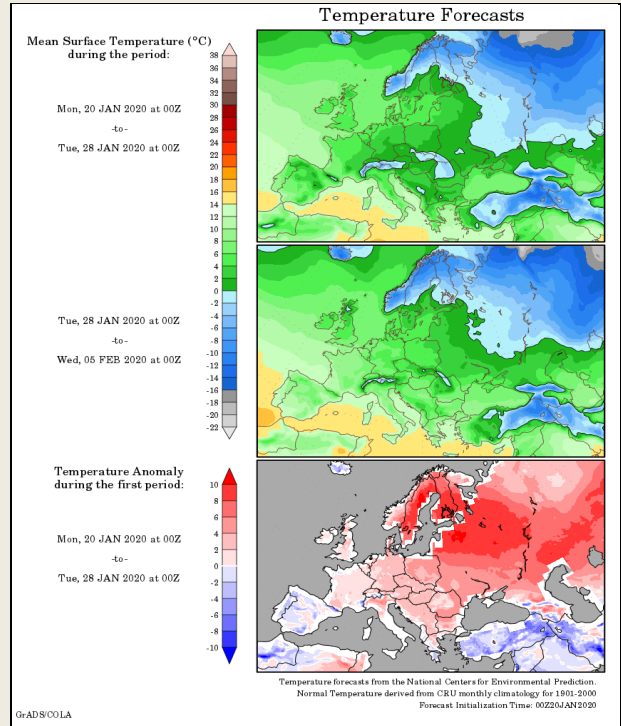 Temperature Forecasts
Mean Surface Temperature (°C)
during the period:
Mon, 20 JAN 2020 at 00Z
-to-
Tue, 28 JAN 2020 at 00Z
38
36
34
32
30
28
26
24
22
20
18
16
14
12
10
8
6
4
2
0
-2
-4
-6
-8
-10
-12
-14
-16
-18
-20
-22
Tue, 28 JAN 2020 at 00Z
-to-
Wed, 05 FEB 2020 at 00Z
Temperature Anomaly
during the first period:
Mon, 20 JAN 2020 at 00Z
-to-
Tue, 28 JAN 2020 at 00Z
10
8
6
4
2
0
-2
-4
-6
-8
-10
Temperature forecasts from the National Centers for Environmental Prediction.
Normal Temperature derived from CRU monthly climatology for 1901-2000
Forecast Initialization Time: 00Z20JAN2020
GrADS/COLA